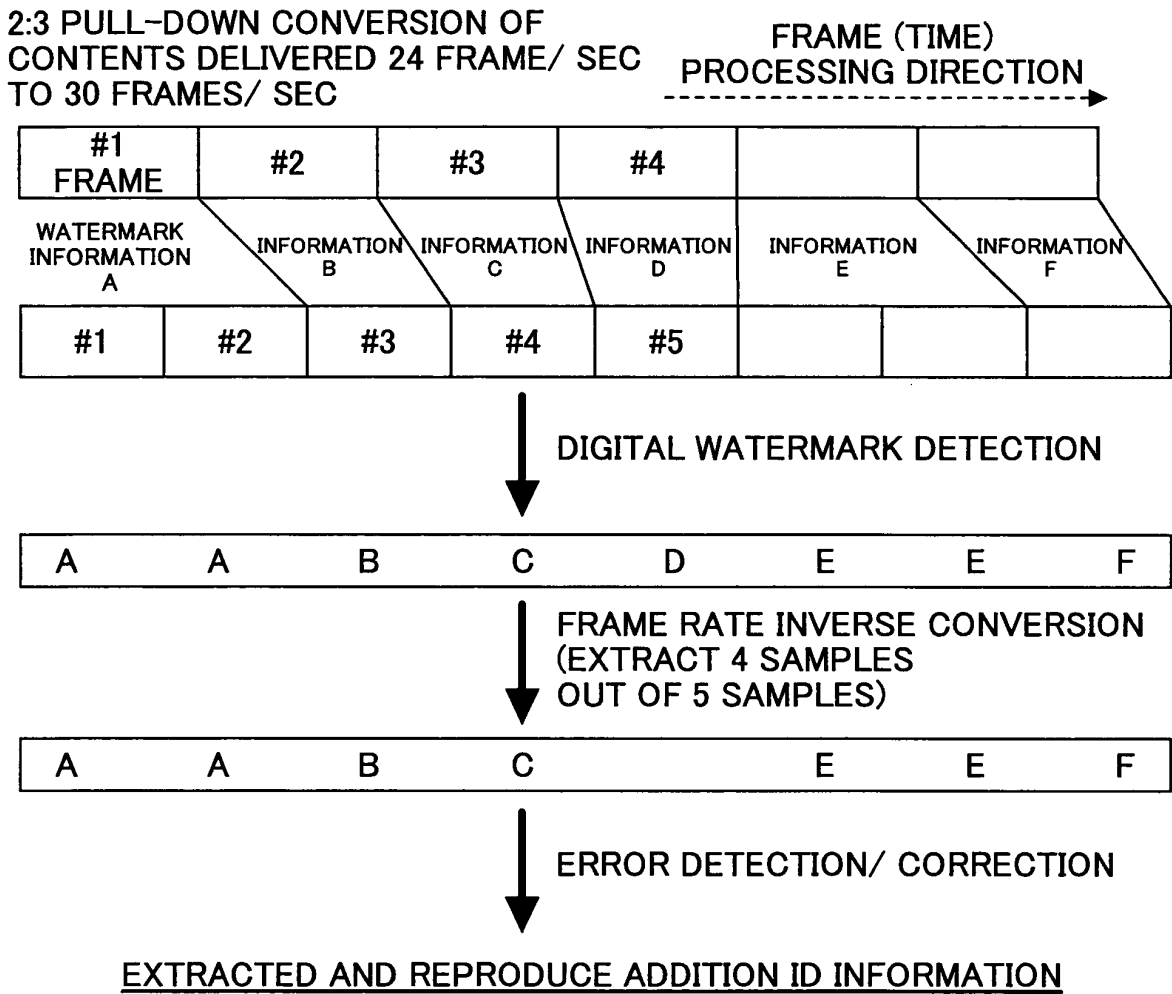 2:3 PULL-DOWN CONVERSION OF
CONTENTS DELIVERED 24 FRAME/ SEC
TO 30 FRAMES/ SEC
FRAME (TIME)
PROCESSING DIRECTION
#1
FRAME
#2
#3
#4
WATERMARK
INFORMATION
A
INFORMATION
B
INFORMATION
C
INFORMATION
D
INFORMATION
E
INFORMATION
F
#1
#2
#3
#4
#5
DIGITAL WATERMARK DETECTION
A A B C D E E F
FRAME RATE INVERSE CONVERSION
(EXTRACT 4 SAMPLES
OUT OF 5 SAMPLES)
A A B C E E F
ERROR DETECTION/ CORRECTION
EXTRACTED AND REPRODUCE ADDITION ID INFORMATION